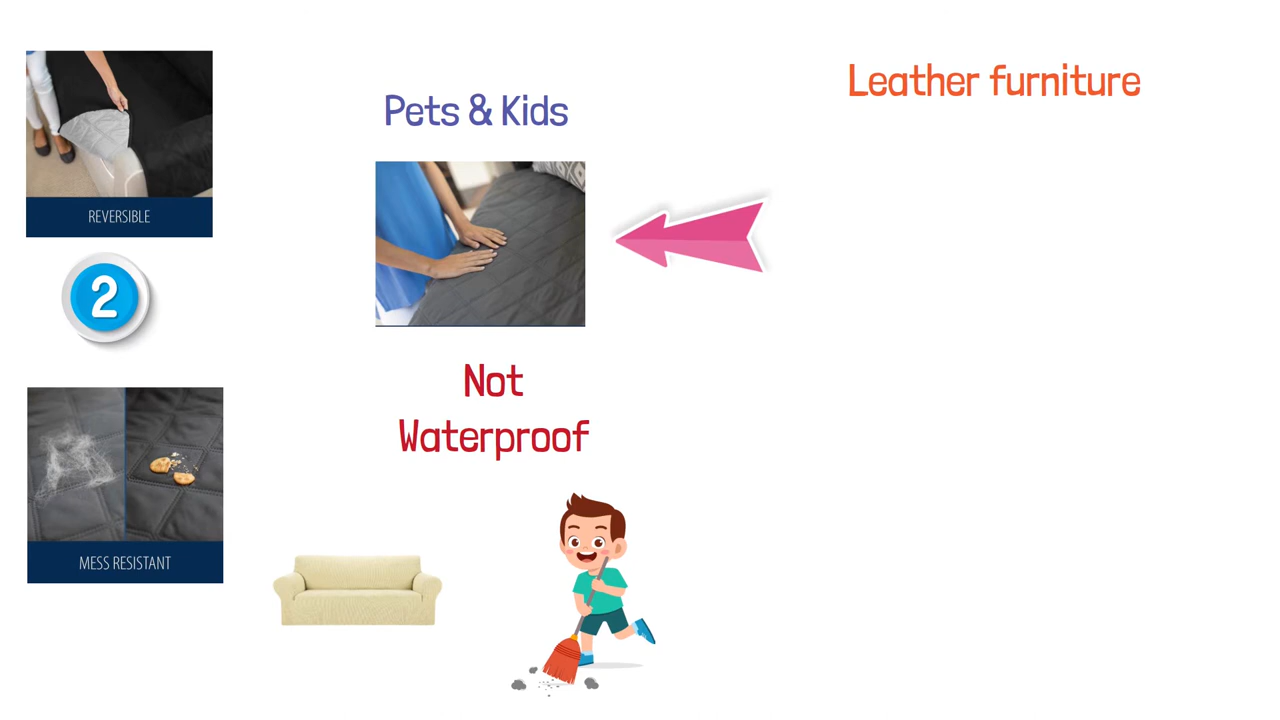 REVERSIBLE
2
MESS RESISTANT
Pets & Kids
Not
Waterproof
Leather furniture